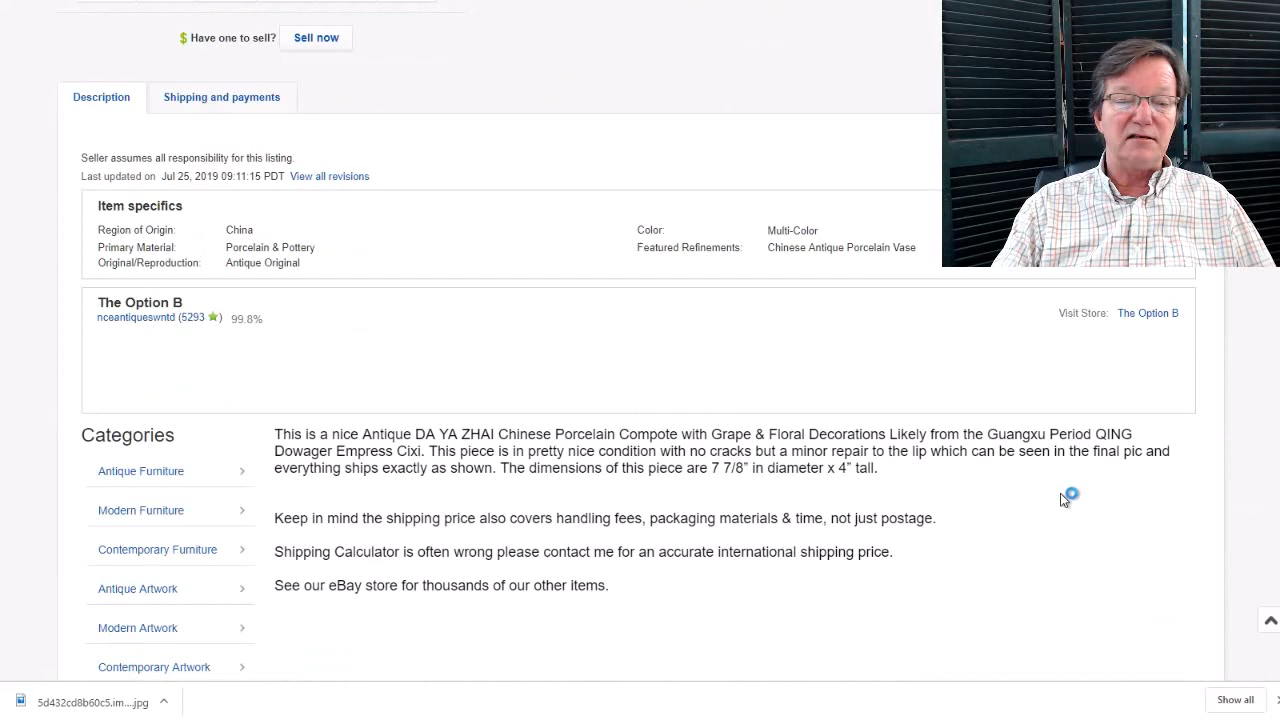 $ Have one to sell? Sell now
Description Shipping and payments
Seller assumes all responsibility for this listing.
Last updated on Jul 25, 2019 09:11:15 PDT View all revisions
Item specifics
Region of Origin: China Color: Multi-Color
Primary Material: Porcelain & Pottery Featured Refinements: Chinese Antique Porcelain Vase
Original/Reproduction: Antique Original
The Option B
nceantiqueswntd (5293 ) 99.8% Visit Store: The Option B
Categories
Antique Furniture
Modern Furniture
Contemporary Furniture
Antique Artwork
Modern Artwork
Contemporary Artwork
This is a nice Antique DA YA ZHAI Chinese Porcelain Compote with Grape & Floral Decorations Likely from the Guangxu Period QING
Dowager Empress Cixi. This piece is in pretty nice condition with no cracks but a minor repair to the lip which can be seen in the final pic and
everything ships exactly as shown. The dimensions of this piece are 7 7/8” in diameter x 4” tall.
Keep in mind the shipping price also covers handling fees, packaging materials & time, not just postage.
Shipping Calculator is often wrong please contact me for an accurate international shipping price.
See our eBay store for thousands of our other items.
5d432cd8b60c5.im....jpg Show all